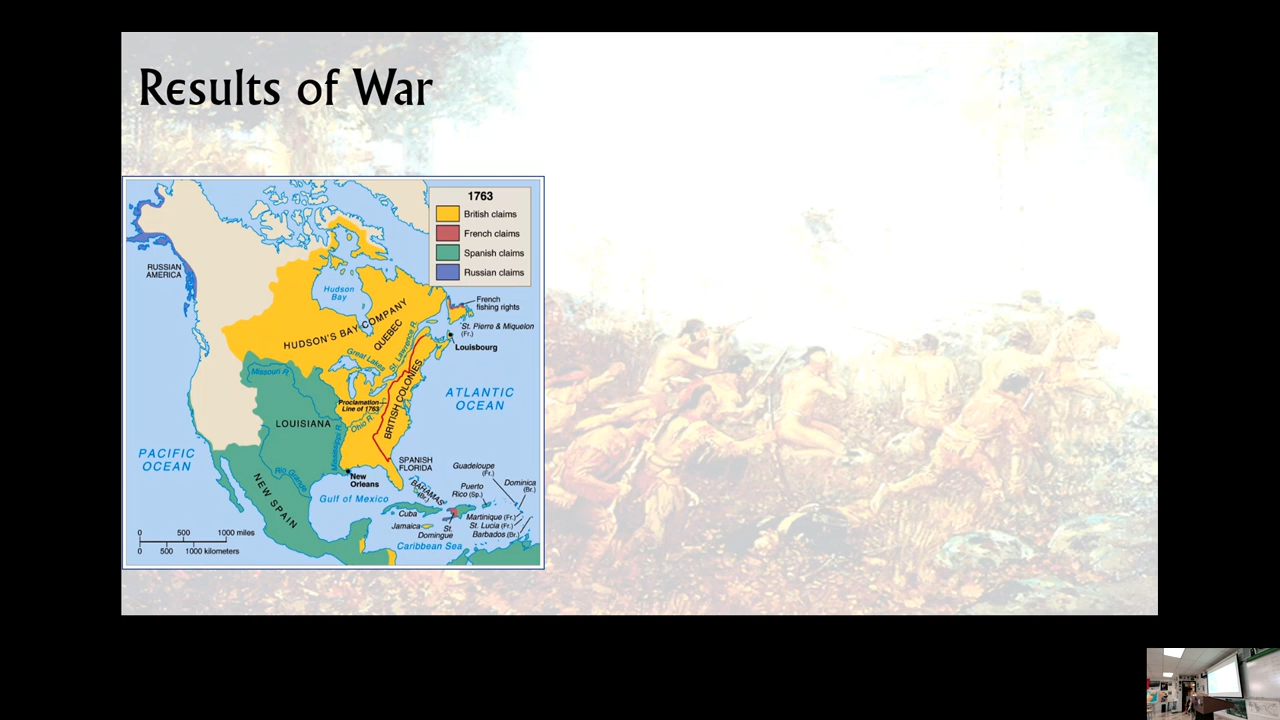 Results of War
1763
British claims
French claims
Spanish claims
Russian claims
RUSSIAN
AMERICA
Hudson
Bay
French
fishing rights
HUDSON'S BAY COMPANY
QUEBEC
St. Lawrence R.
St. Pierre & Miquelon
(Fr.)
Louisbourg
Great Lakes
Missouri R.
Proclamation
Line of 1763
BRITISH COLONIES
ATLANTIC
OCEAN
LOUISIANA
Ohio R.
Mississippi R.
PACIFIC
OCEAN
SPANISH
FLORIDA
New
Orleans
Rio Grande
NEW SPAIN
Gulf of Mexico
BAHAMAS
(Br.)
Guadeloupe
(Fr.)
Puerto
Rico (Sp.)
Dominica
(Br.)
Cuba
Jamaica
St.
Domingue
Martinique (Fr.)
St. Lucia (Fr.)
Barbados (Br.)
Caribbean Sea
0 500 1000 miles
0 500 1000 kilometers